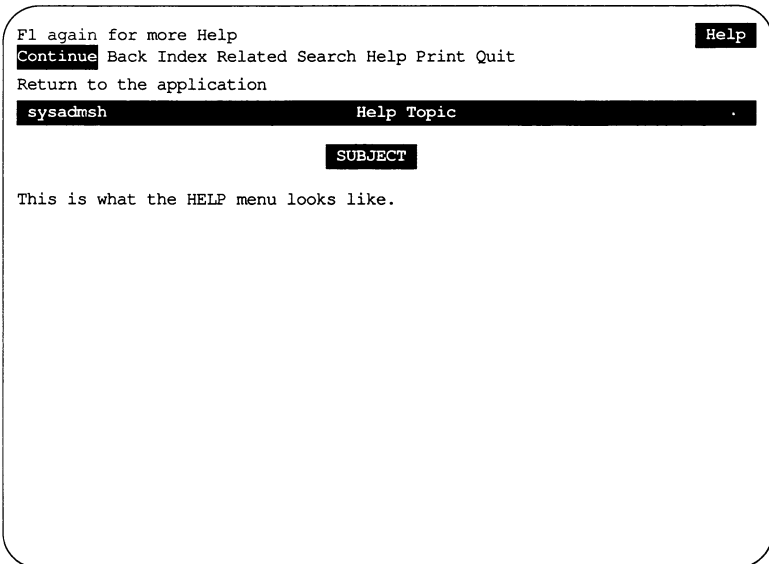 F1 again for more Help Help
Continue Back Index Related Search Help Print Quit
Return to the application
sysadmsh Help Topic .
SUBJECT
This is what the HELP menu looks like.